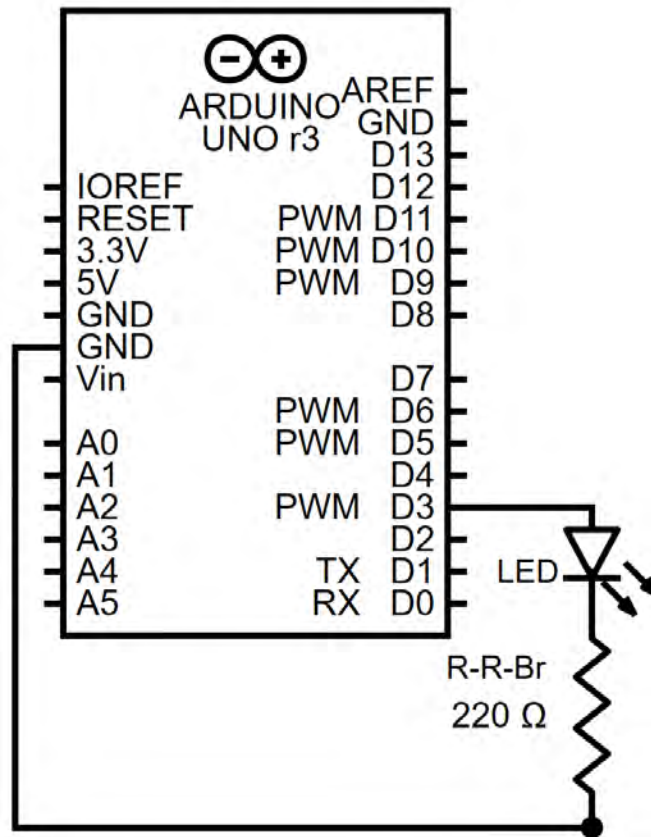 ARDUINO
UNO r3
AREF
GND
D13
IOREF D12
RESET PWM D11
3.3V PWM D10
5V PWM D9
GND D8
GND
Vin D7
PWM D6
A0 PWM D5
A1 D4
A2 PWM D3
A3 D2
A4 TX D1
A5 RX D0
LED
R-R-Br
220 Ω